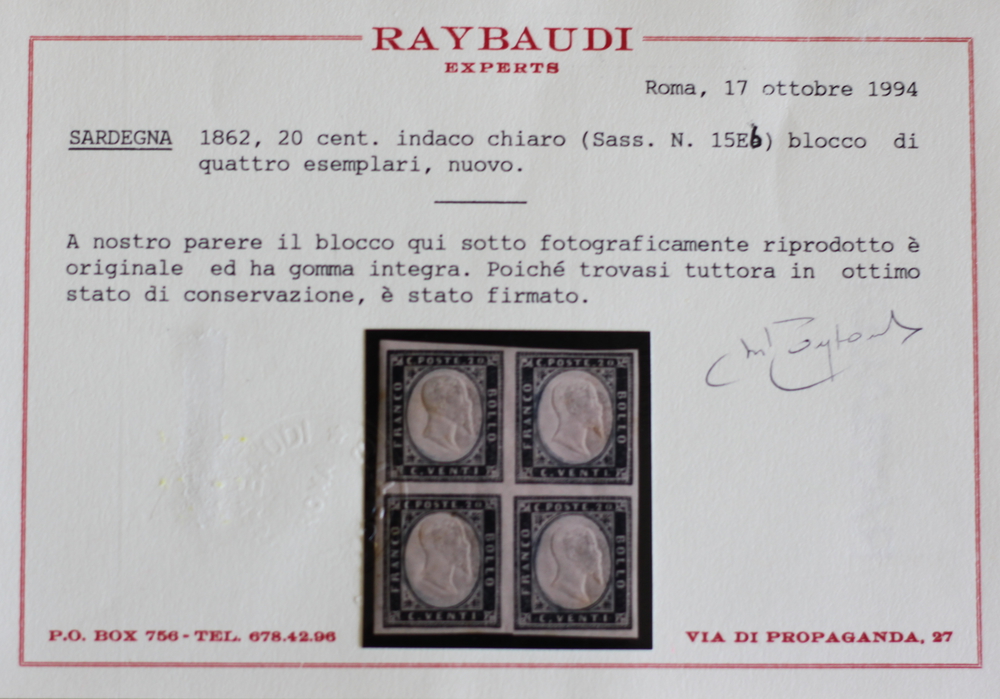 RAYBAUDI
EXPERTS
Roma, 17 ottobre 1994
SARDEGNA 1862, 20 cent. indaco chiaro (Sass. N. 15Eb) blocco di
quattro esemplari, nuovo.
A nostro parere il blocco qui sotto fotograficamente riprodotto è
originale ed ha gomma integra. Poiché trovasi tuttora in ottimo
stato di conservazione, è stato firmato.
C. POSTE. 20
FRANCO
BOLLO
C. VENTI
C. POSTE. 20
FRANCO
BOLLO
C. VENTI
C. POSTE. 20
FRANCO
BOLLO
C. VENTI
C. POSTE. 20
FRANCO
BOLLO
C. VENTI
P.O. BOX 756 - TEL. 678.42.96
VIA DI PROPAGANDA, 27